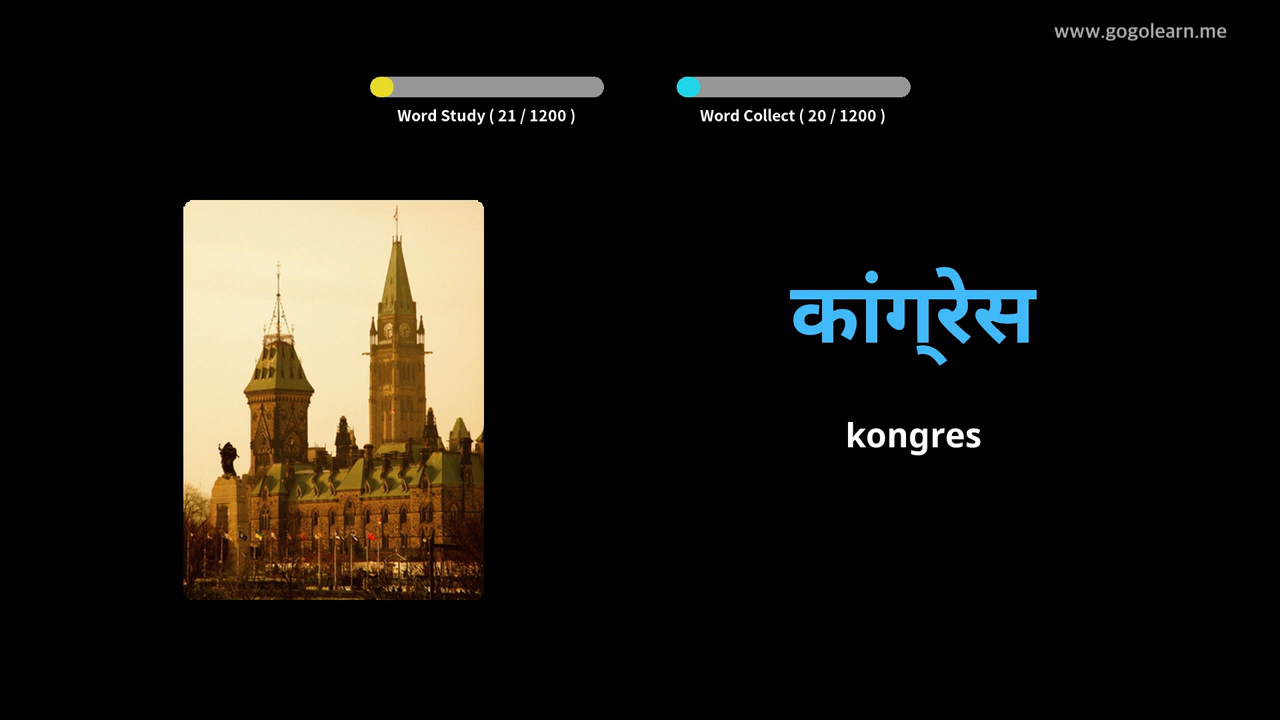 www.gogolearn.me
Word Study ( 21 / 1200 )
Word Collect ( 20 / 1200 )
कांग्रेस
kongres